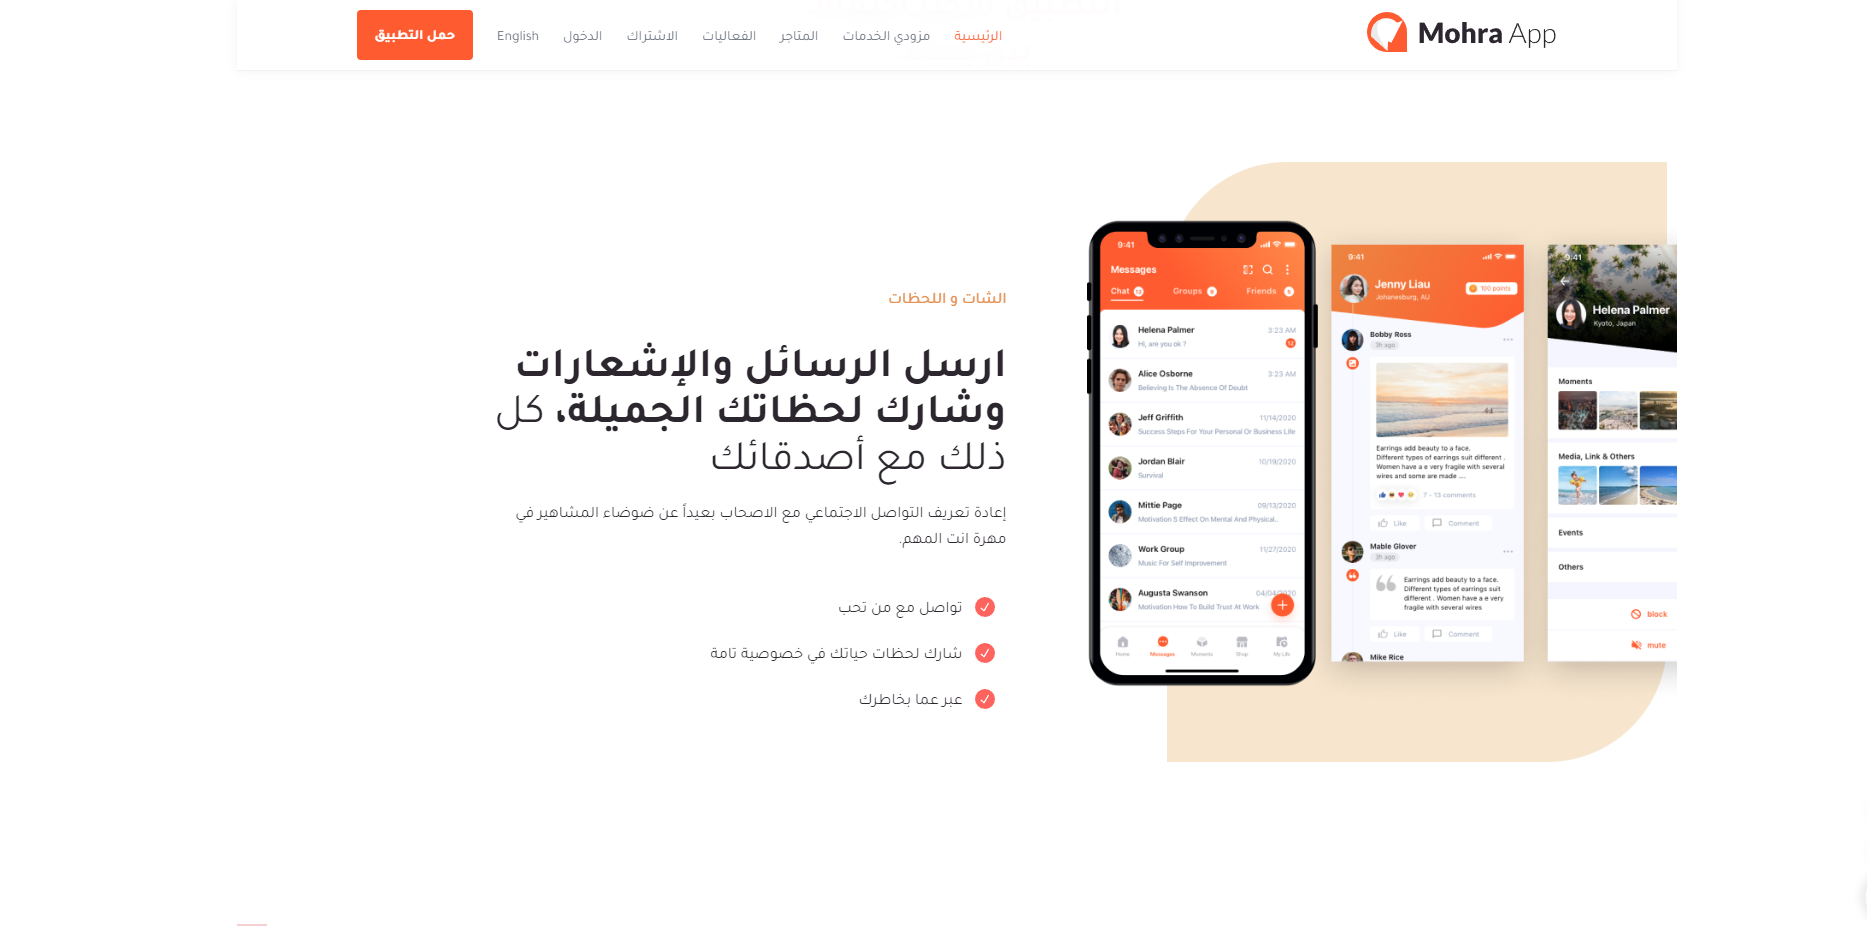 Mohra App
الرئيسية
مزودي الخدمات
المتاجر
الفعاليات
الاشتراك
الدخول
English
حمل التطبيق
الشات و اللحظات
ارسل الرسائل والإشعارات
وشارك لحظاتك الجميلة، كل
ذلك مع أصدقائك
إعادة تعريف التواصل الاجتماعي مع الاصحاب بعيداً عن ضوضاء المشاهير في
مهرة انت المهم.
تواصل مع من تحب
شارك لحظات حياتك في خصوصية تامة
عبر عما بخاطرك
9:41
Messages
Chat 12
Groups
Friends
Helena Palmer 3:23 AM
Hi, are you ok ? 12
Alice Osborne 3:23 AM
Believing Is The Absence Of Doubt
Jeff Griffith 11/14/2020
Success Steps For Your Personal Or Business Life
Jordan Blair 10/19/2020
Survival
Mittie Page 09/13/2020
Motivation S Effect On Mental And Physical..
Work Group 11/27/2020
Music For Self Improvement
Augusta Swanson 04/04/2020
Motivation How To Build Trust At Work
Home
Messages
Moments
Shop
My Life
9:41
Jenny Liau
Johanesburg, AU
100 points
Bobby Ross
3h ago
Earrings add beauty to a face.
Different types of earrings suit different .
Women have a e very fragile with several
wires and some are made ....
7 - 13 comments
Like
Comment
Mable Glover
3h ago
Earrings add beauty to a face.
Different types of earrings suit
different . Women have a e very
fragile with several wires
Like
Comment
Mike Rice
9:41
Helena Palmer
Kyoto, Japan
Moments
Media, Link & Others
Events
Others
block
mute